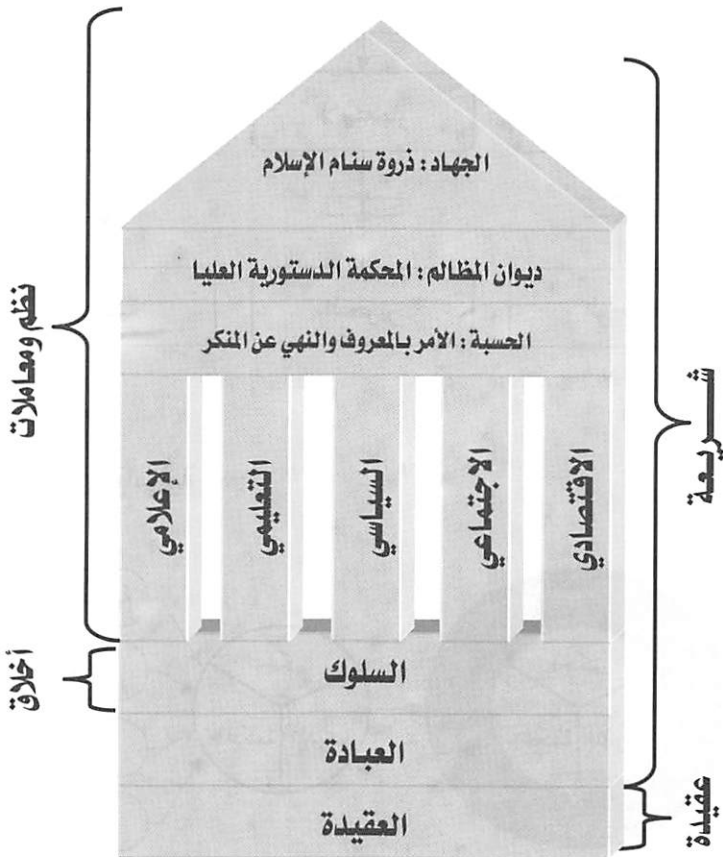 الجهاد : ذروة سنام الإسلام
ديوان المظالم : المحكمة الدستورية العليا
الحسبة : الأمر بالمعروف والنهي عن المنكر
الاقتصادي
الاجتماعي
السياسي
التعليمي
الإعلامي
السلوك
العبادة
العقيدة
شريعة
عقيدة
نظم ومعاملات
أخلاق